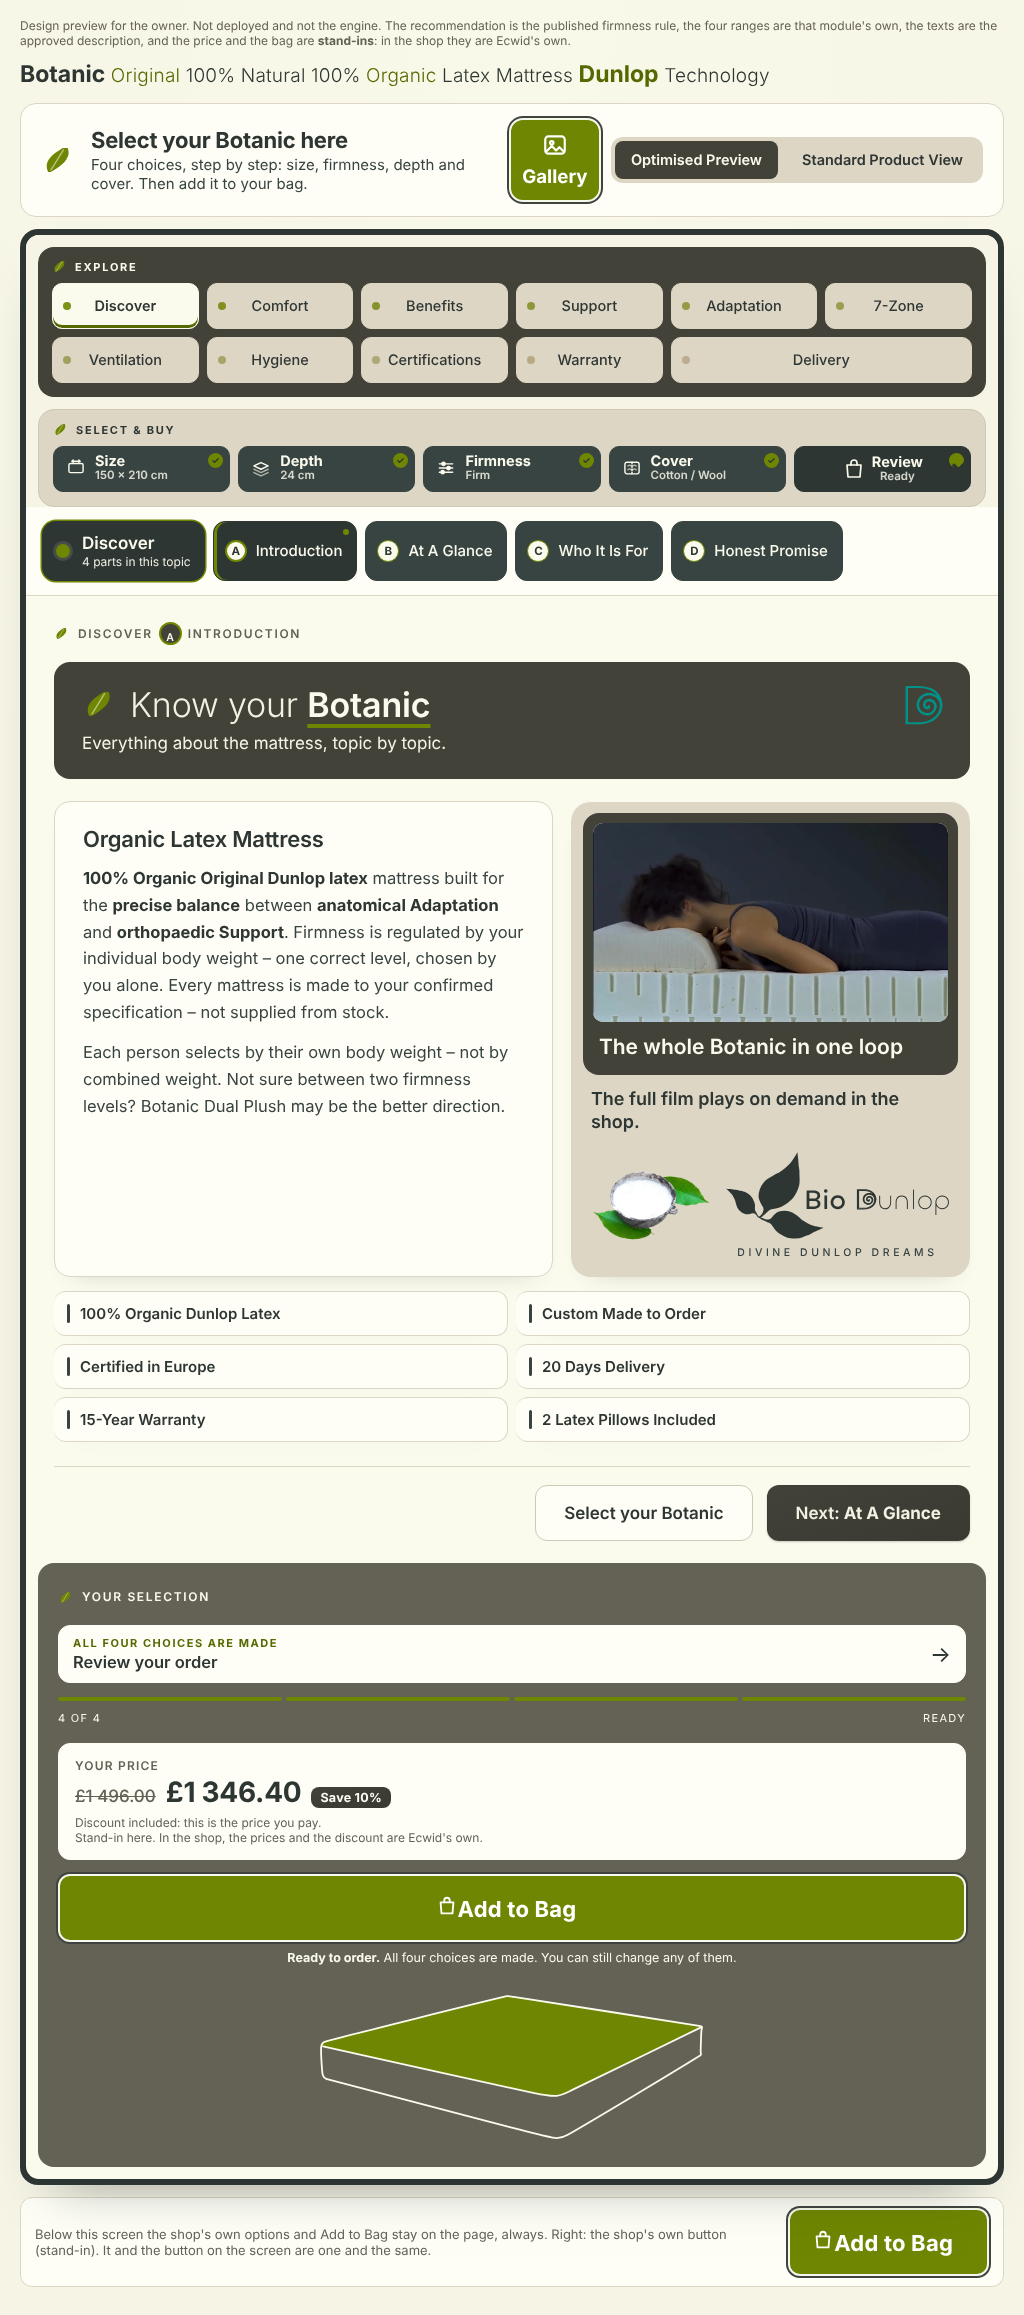 Design preview for the owner. Not deployed and not the engine. The recommendation is the published firmness rule, the four ranges are that module's own, the texts are the
approved description, and the price and the bag are stand-ins: in the shop they are Ecwid's own.
Botanic Original 100% Natural 100% Organic Latex Mattress Dunlop Technology
Select your Botanic here
Four choices, step by step: size, firmness, depth and
cover. Then add it to your bag.
Gallery
Optimised Preview
Standard Product View
EXPLORE
Discover
Comfort
Benefits
Support
Adaptation
7-Zone
Ventilation
Hygiene
Certifications
Warranty
Delivery
SELECT & BUY
Size
150 × 210 cm
Depth
24 cm
Firmness
Firm
Cover
Cotton / Wool
Review
Ready
Discover
4 parts in this topic
A Introduction
B At A Glance
C Who It Is For
D Honest Promise
DISCOVER A INTRODUCTION
Know your Botanic
Everything about the mattress, topic by topic.
Organic Latex Mattress
100% Organic Original Dunlop latex mattress built for
the precise balance between anatomical Adaptation
and orthopaedic Support. Firmness is regulated by your
individual body weight – one correct level, chosen by
you alone. Every mattress is made to your confirmed
specification – not supplied from stock.
Each person selects by their own body weight – not by
combined weight. Not sure between two firmness
levels? Botanic Dual Plush may be the better direction.
The whole Botanic in one loop
The full film plays on demand in the
shop.
Bio Dunlop
DIVINE DUNLOP DREAMS
100% Organic Dunlop Latex
Custom Made to Order
Certified in Europe
20 Days Delivery
15-Year Warranty
2 Latex Pillows Included
Select your Botanic
Next: At A Glance
YOUR SELECTION
ALL FOUR CHOICES ARE MADE
Review your order
4 OF 4
READY
YOUR PRICE
£1 496.00 £1 346.40 Save 10%
Discount included: this is the price you pay.
Stand-in here. In the shop, the prices and the discount are Ecwid's own.
Add to Bag
Ready to order. All four choices are made. You can still change any of them.
Below this screen the shop's own options and Add to Bag stay on the page, always. Right: the shop's own button
(stand-in). It and the button on the screen are one and the same.
Add to Bag